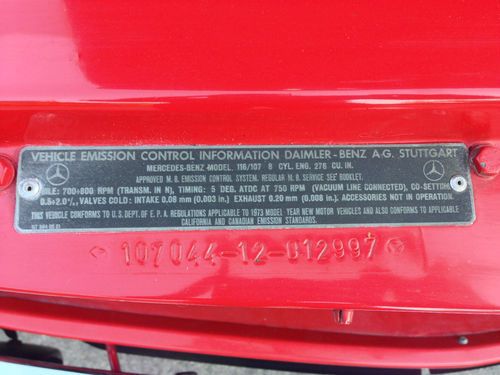 VEHICLE EMISSION CONTROL INFORMATION DAIMLER-BENZ A.G. STUTTGART
MERCEDES-BENZ MODEL. 116/107 8 CYL. ENG. 276 CU. IN.
APPROVED M. B. EMISSION CONTROL SYSTEM. REGULAR M. B. SERVICE SEE BOOKLET.
IDLE: 700÷800 RPM (TRANSM. IN N), TIMING: 5 DEG. ATDC AT 750 RPM (VACUUM LINE CONNECTED), CO-SETTING
0.5÷2.0%, VALVES COLD: INTAKE 0.08 mm (0.003 in.) EXHAUST 0.20 mm (0.008 in.). ACCESSORIES NOT IN OPERATION.
THIS VEHICLE CONFORMS TO U.S. DEPT. OF E. P. A. REGULATIONS APPLICABLE TO 1973 MODEL YEAR NEW MOTOR VEHICLES AND ALSO CONFORMS TO
CALIFORNIA AND CANADIAN EMISSION STANDARDS.
107044-12-012997